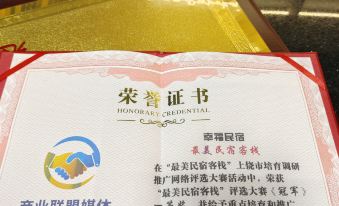 荣誉证书
HONORARY CREDENTIAL
幸福民宿
最美民宿客栈
在“最美民宿客栈”上饶市培育调研
推广网络评选大赛活动中，荣获
“最美民宿客栈”评选大赛《冠军》
商业联盟媒体